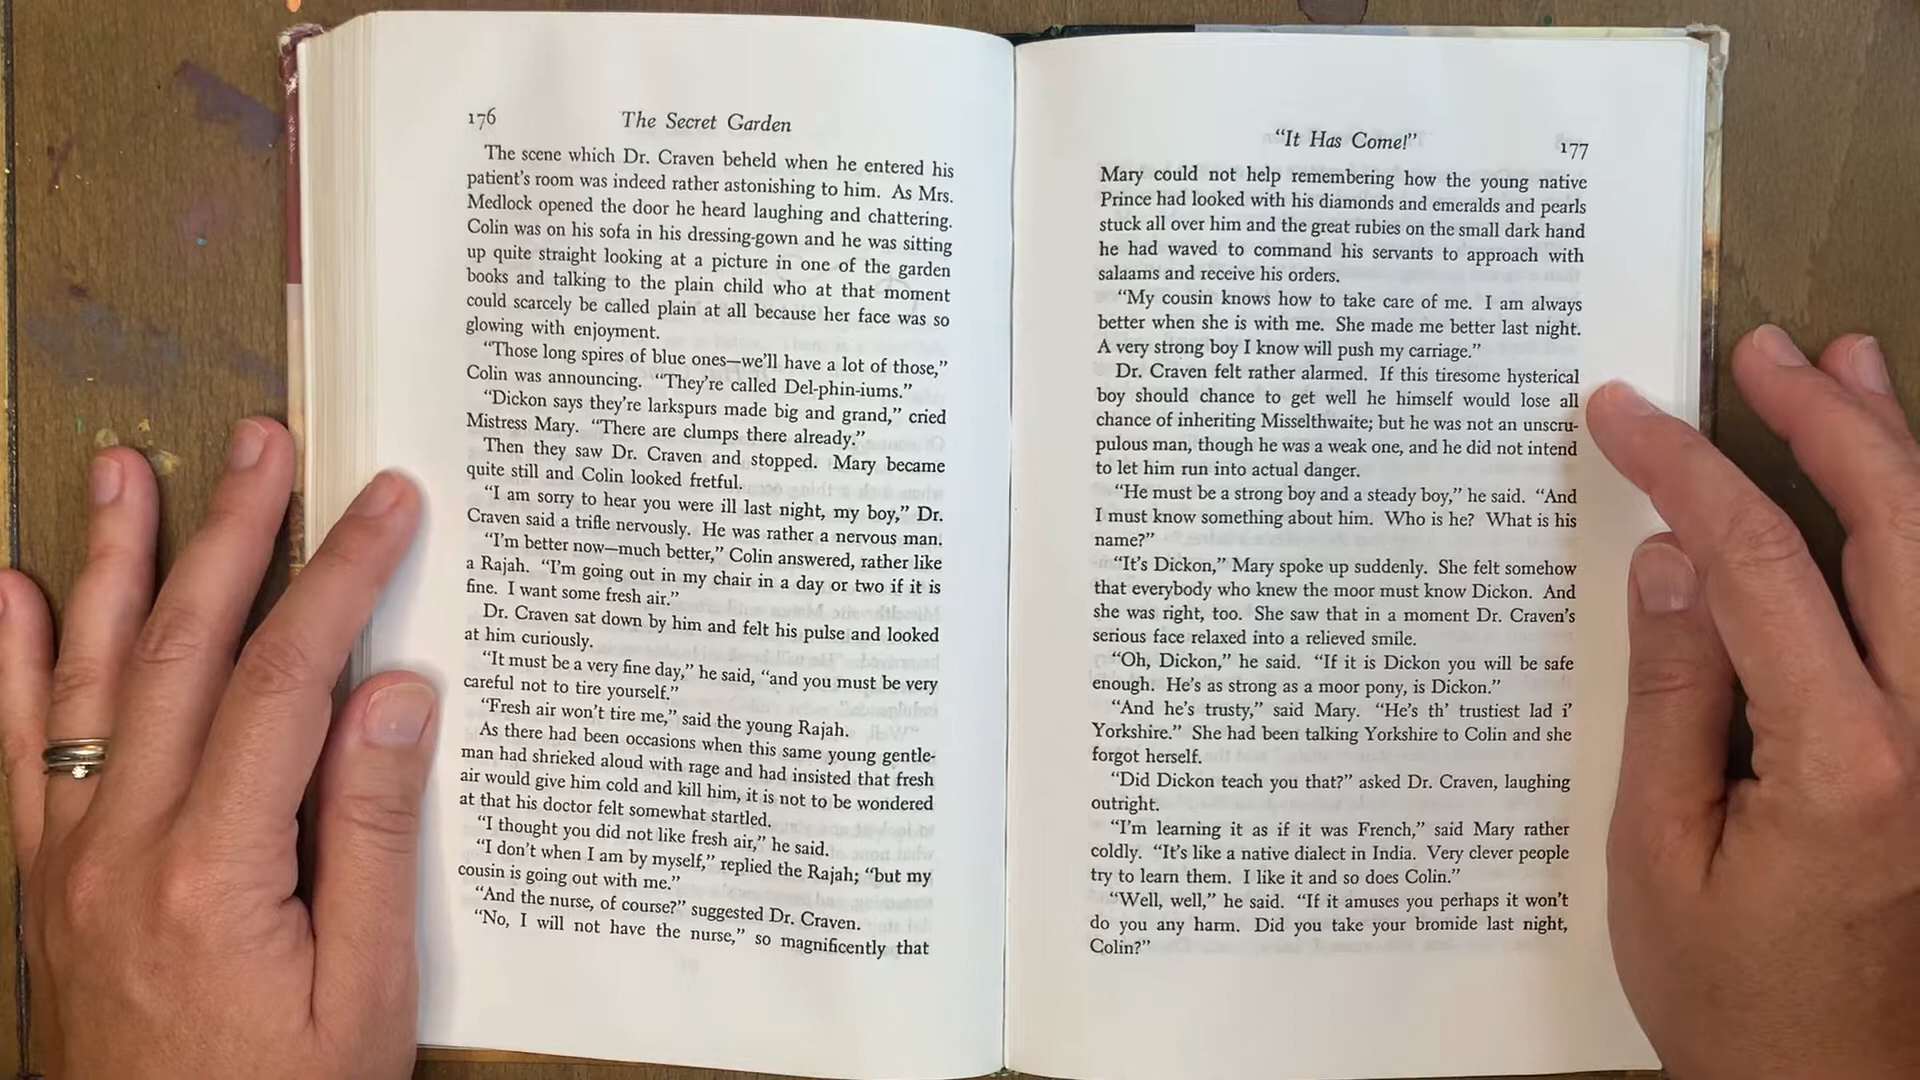 176
The Secret Garden
The scene which Dr. Craven beheld when he entered his
patient's room was indeed rather astonishing to him. As Mrs.
Medlock opened the door he heard laughing and chattering.
Colin was on his sofa in his dressing-gown and he was sitting
up quite straight looking at a picture in one of the garden
books and talking to the plain child who at that moment
could scarcely be called plain at all because her face was so
glowing with enjoyment.
“Those long spires of blue ones—we'll have a lot of those,”
Colin was announcing. “They're called Del-phin-iums.”
“Dickon says they're larkspurs made big and grand,” cried
Mistress Mary. “There are clumps there already.”
Then they saw Dr. Craven and stopped. Mary became
quite still and Colin looked fretful.
“I am sorry to hear you were ill last night, my boy,” Dr.
Craven said a trifle nervously. He was rather a nervous man.
“I'm better now—much better,” Colin answered, rather like
a Rajah. “I'm going out in my chair in a day or two if it is
fine. I want some fresh air.”
Dr. Craven sat down by him and felt his pulse and looked
at him curiously.
“It must be a very fine day,” he said, “and you must be very
careful not to tire yourself.”
“Fresh air won't tire me,” said the young Rajah.
As there had been occasions when this same young gentle-
man had shrieked aloud with rage and had insisted that fresh
air would give him cold and kill him, it is not to be wondered
at that his doctor felt somewhat startled.
“I thought you did not like fresh air,” he said.
“I don't when I am by myself,” replied the Rajah; “but my
cousin is going out with me.”
“And the nurse, of course?” suggested Dr. Craven.
“No, I will not have the nurse,” so magnificently that
“It Has Come!”
177
Mary could not help remembering how the young native
Prince had looked with his diamonds and emeralds and pearls
stuck all over him and the great rubies on the small dark hand
he had waved to command his servants to approach with
salaams and receive his orders.
“My cousin knows how to take care of me. I am always
better when she is with me. She made me better last night.
A very strong boy I know will push my carriage.”
Dr. Craven felt rather alarmed. If this tiresome hysterical
boy should chance to get well he himself would lose all
chance of inheriting Misselthwaite; but he was not an unscru-
pulous man, though he was a weak one, and he did not intend
to let him run into actual danger.
“He must be a strong boy and a steady boy,” he said. “And
I must know something about him. Who is he? What is his
name?”
“It's Dickon,” Mary spoke up suddenly. She felt somehow
that everybody who knew the moor must know Dickon. And
she was right, too. She saw that in a moment Dr. Craven's
serious face relaxed into a relieved smile.
“Oh, Dickon,” he said. “If it is Dickon you will be safe
enough. He's as strong as a moor pony, is Dickon.”
“And he's trusty,” said Mary. “He's th' trustiest lad i'
Yorkshire.” She had been talking Yorkshire to Colin and she
forgot herself.
“Did Dickon teach you that?” asked Dr. Craven, laughing
outright.
“I'm learning it as if it was French,” said Mary rather
coldly. “It's like a native dialect in India. Very clever people
try to learn them. I like it and so does Colin.”
“Well, well,” he said. “If it amuses you perhaps it won't
do you any harm. Did you take your bromide last night,
Colin?”